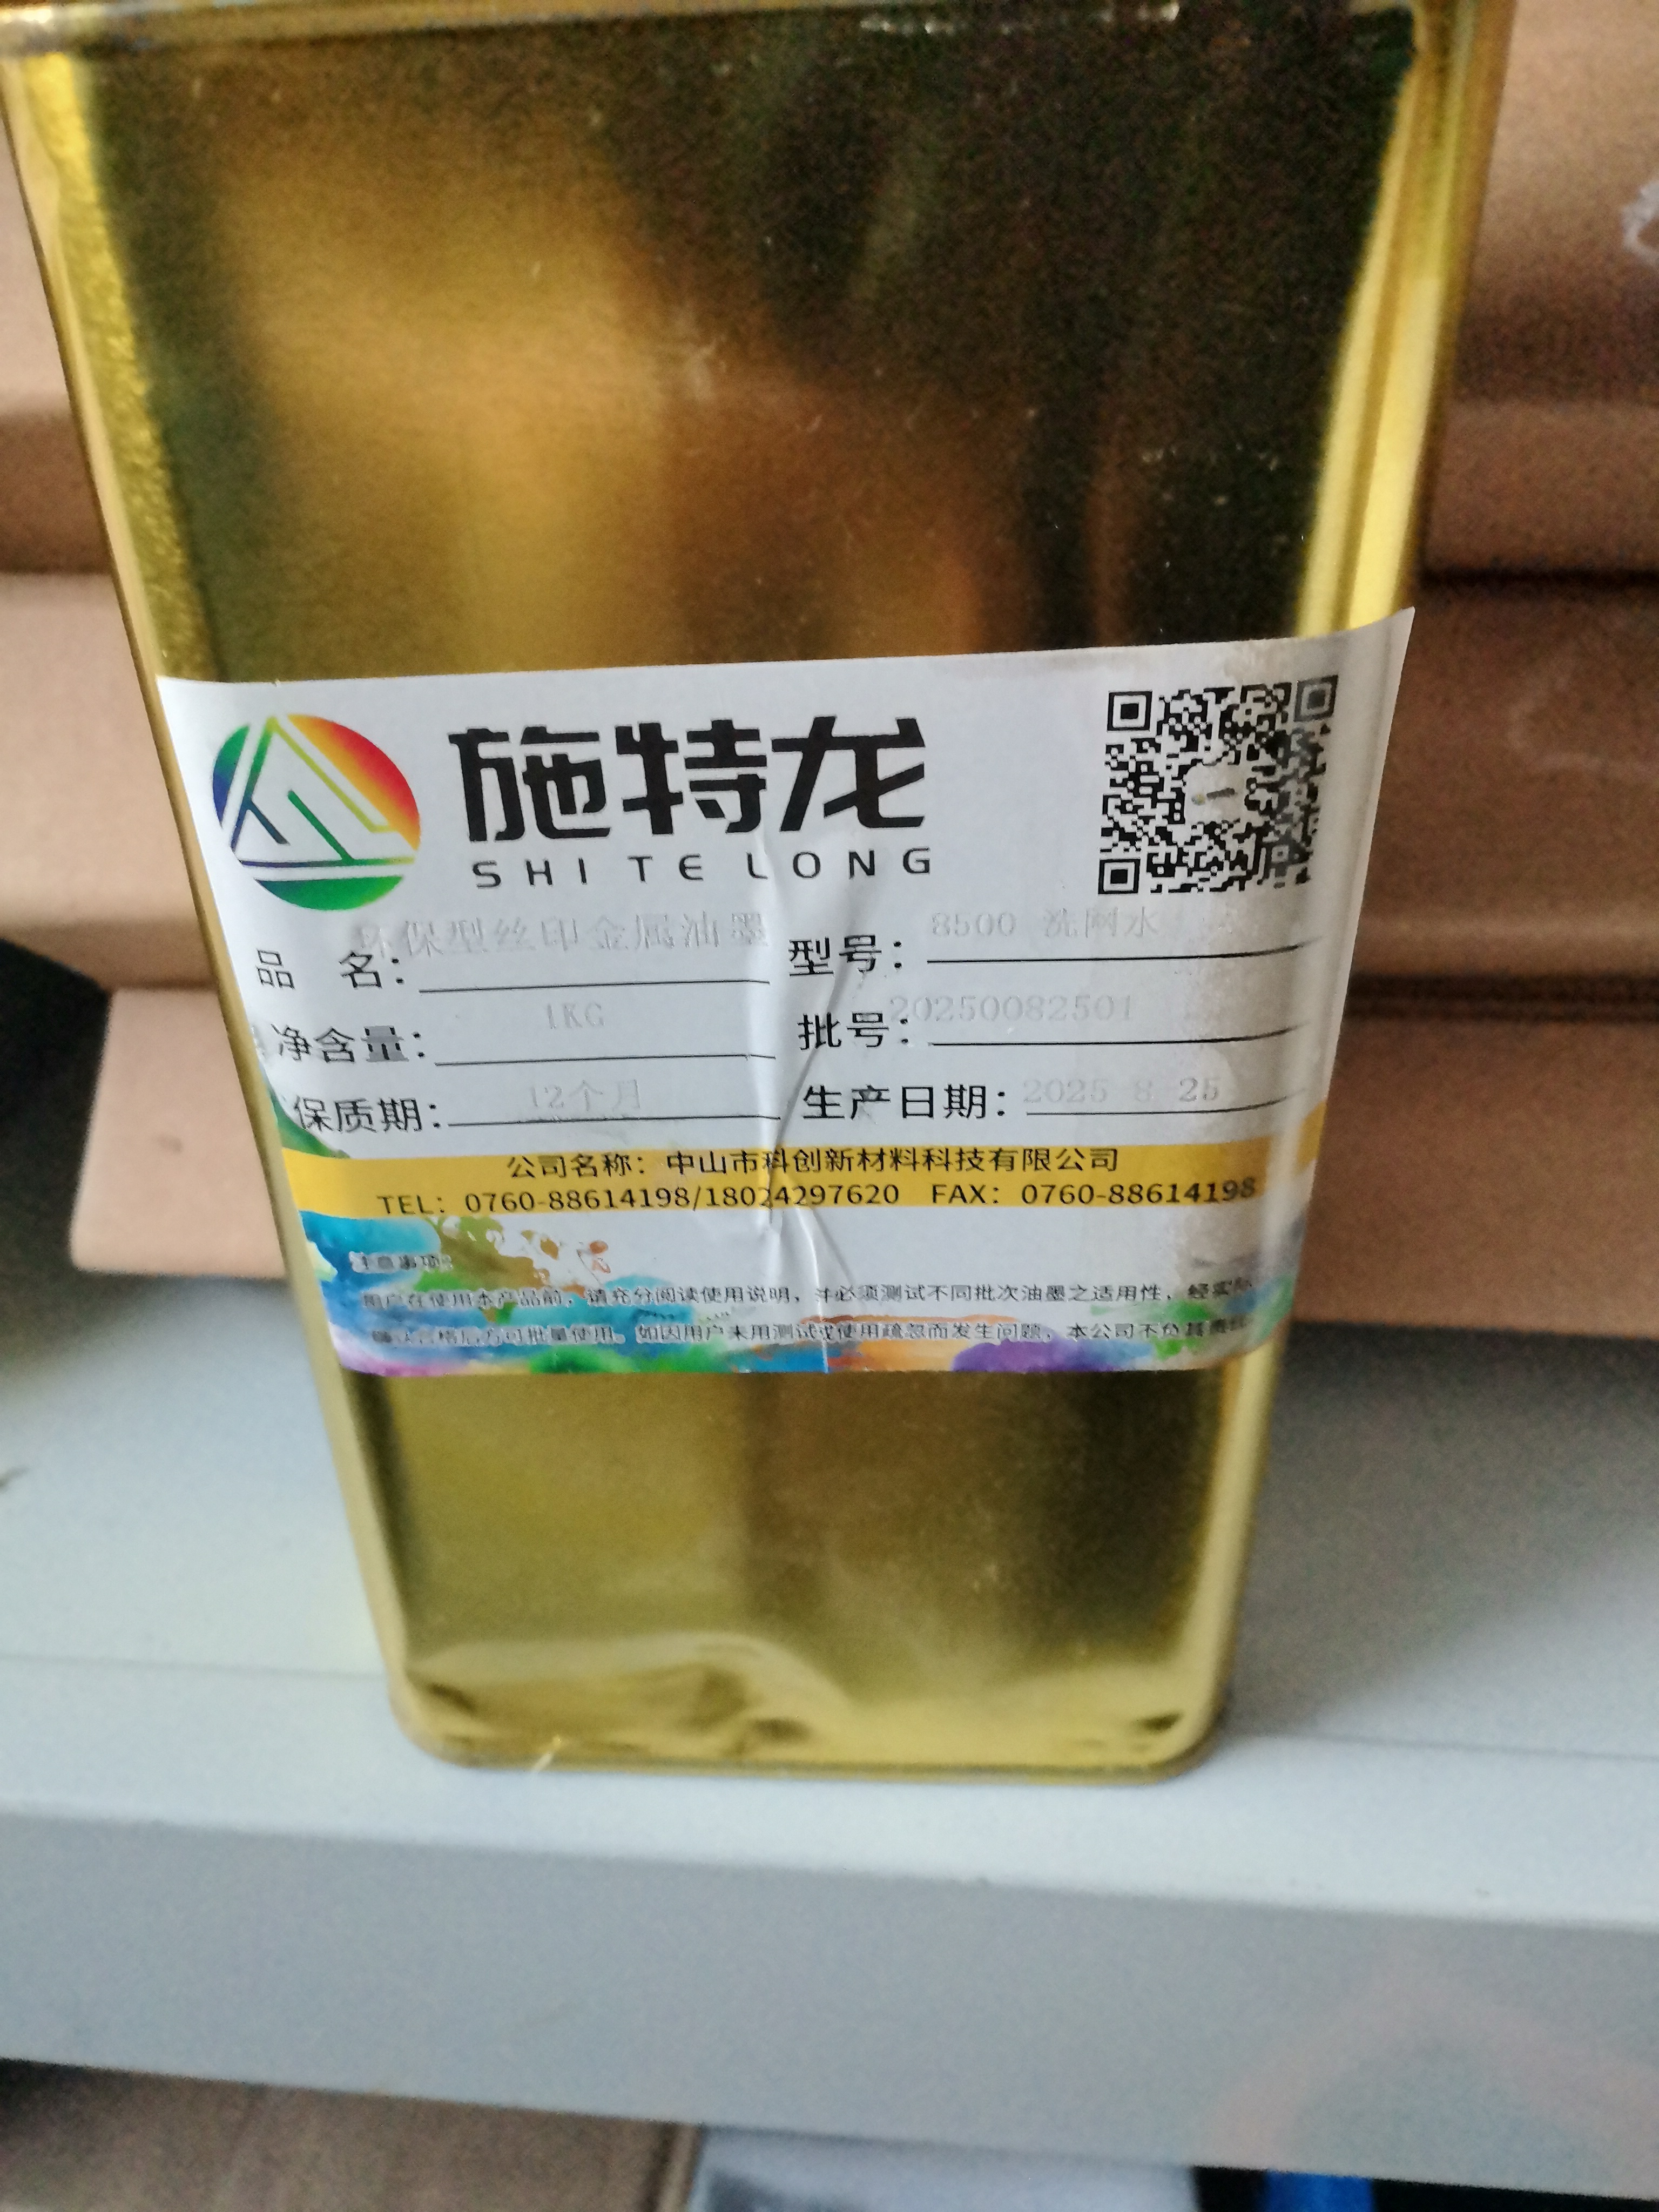 施特龙
SHI TE LONG
品 名： 环保型丝印金属油墨 型号： 8500 洗网水
净含量： 1KG 批号： 20250082501
保质期： 12个月 生产日期： 2025 8 25
公司名称：中山市科创新材料科技有限公司
TEL：0760-88614198/18024297620 FAX：0760-88614198
注意事项：
用户在使用本产品前，请充分阅读使用说明，并必须测试不同批次油墨之适用性，经实际
确认合格后方可批量使用。如因用户未用测试或使用疏忽而发生问题，本公司不负其责任